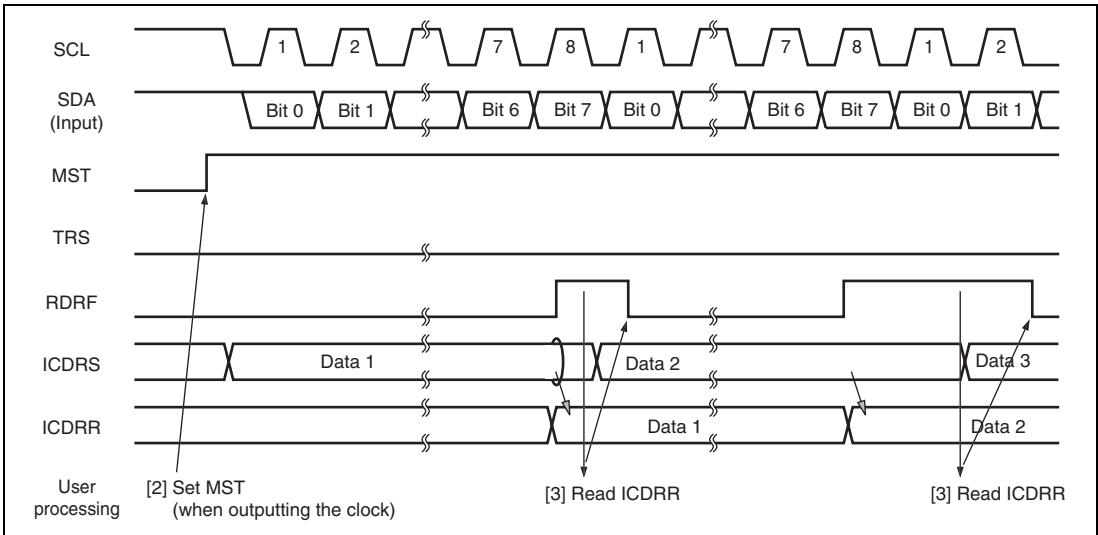 SCL 1 2 7 8 1 7 8 1 2
SDA
(Input)
Bit 0 Bit 1 Bit 6 Bit 7 Bit 0 Bit 6 Bit 7 Bit 0 Bit 1
MST
TRS
RDRF
ICDRS Data 1 Data 2 Data 3
ICDRR Data 1 Data 2
User
processing
[2] Set MST
(when outputting the clock)
[3] Read ICDRR
[3] Read ICDRR